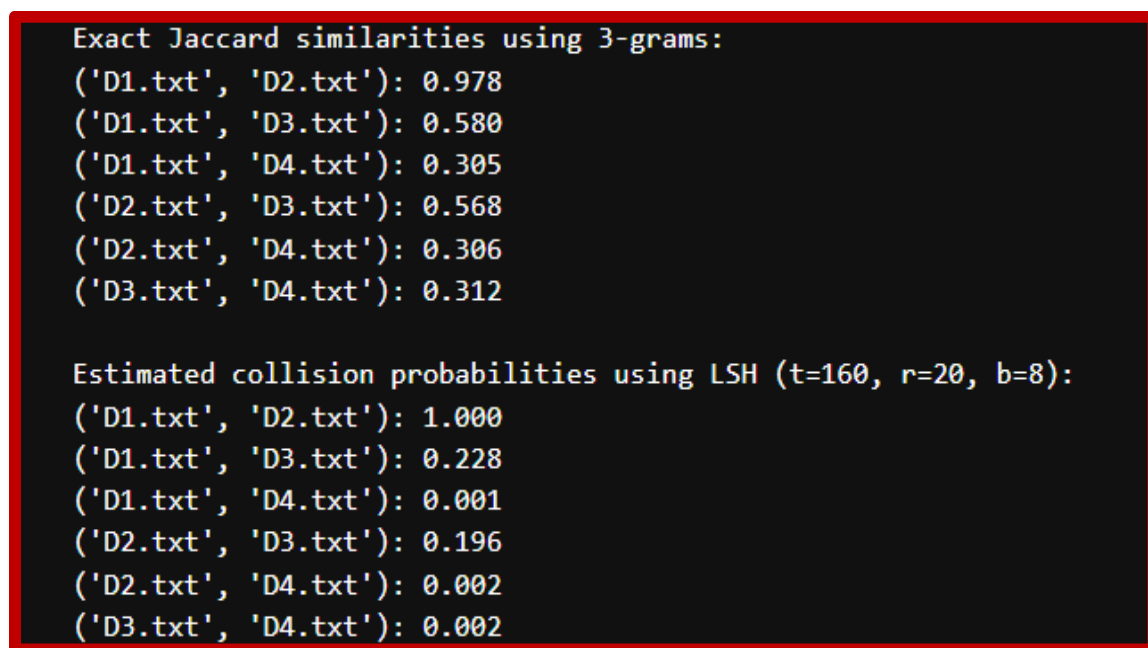 Exact Jaccard similarities using 3-grams:
('D1.txt', 'D2.txt'): 0.978
('D1.txt', 'D3.txt'): 0.580
('D1.txt', 'D4.txt'): 0.305
('D2.txt', 'D3.txt'): 0.568
('D2.txt', 'D4.txt'): 0.306
('D3.txt', 'D4.txt'): 0.312
Estimated collision probabilities using LSH (t=160, r=20, b=8):
('D1.txt', 'D2.txt'): 1.000
('D1.txt', 'D3.txt'): 0.228
('D1.txt', 'D4.txt'): 0.001
('D2.txt', 'D3.txt'): 0.196
('D2.txt', 'D4.txt'): 0.002
('D3.txt', 'D4.txt'): 0.002